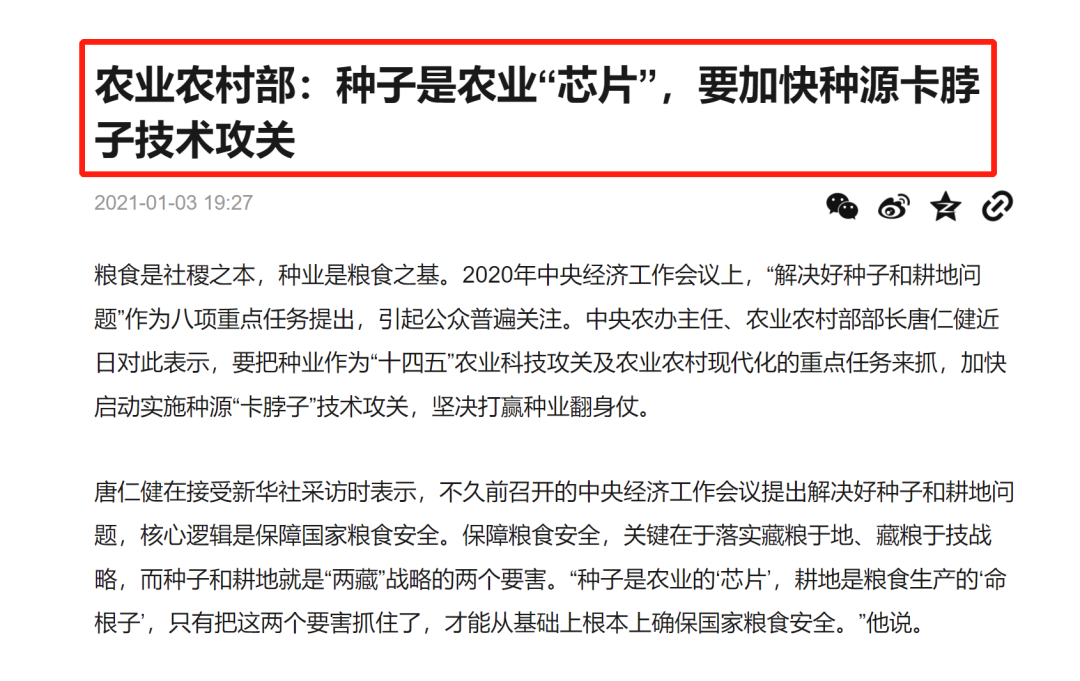 农业农村部：种子是农业“芯片”，要加快种源卡脖
子技术攻关
2021-01-03 19:27
粮食是社稷之本，种业是粮食之基。2020年中央经济工作会议上，“解决好种子和耕地问
题”作为八项重点任务提出，引起公众普遍关注。中央农办主任、农业农村部部长唐仁健近
日对此表示，要把种业作为“十四五”农业科技攻关及农业农村现代化的重点任务来抓，加快
启动实施种源“卡脖子”技术攻关，坚决打赢种业翻身仗。
唐仁健在接受新华社采访时表示，不久前召开的中央经济工作会议提出解决好种子和耕地问
题，核心逻辑是保障国家粮食安全。保障粮食安全，关键在于落实藏粮于地、藏粮于技战
略，而种子和耕地就是“两藏”战略的两个要害。“种子是农业的‘芯片’，耕地是粮食生产的‘命
根子’，只有把这两个要害抓住了，才能从基础上根本上确保国家粮食安全。”他说。